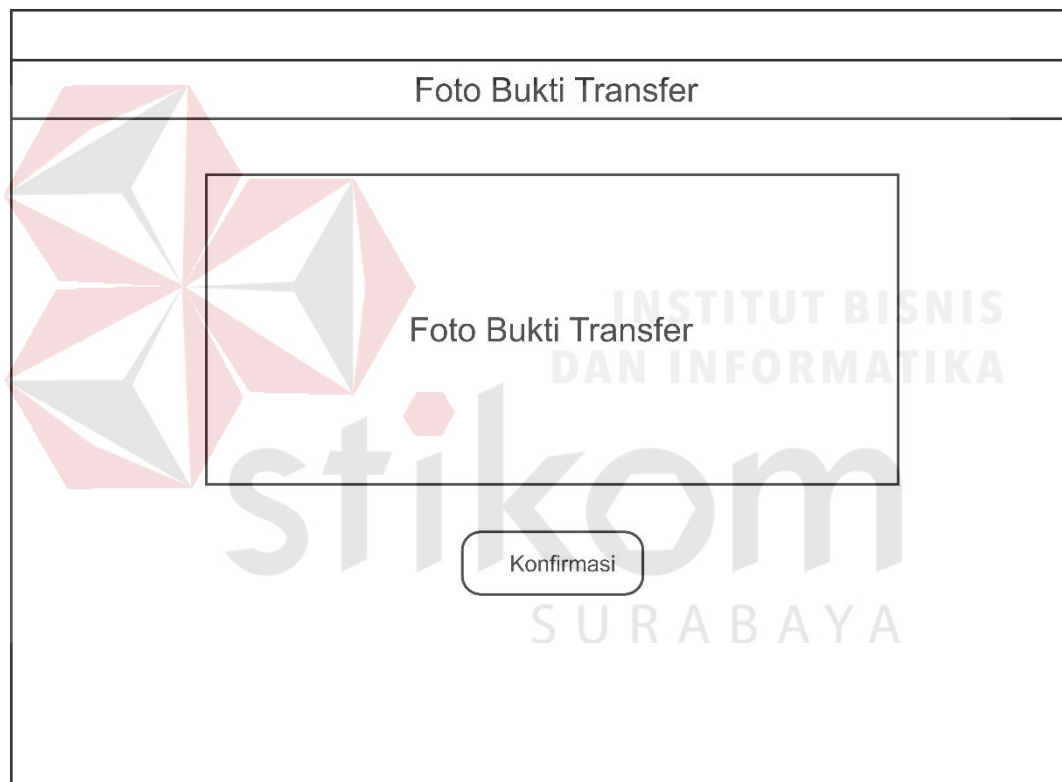 Foto Bukti Transfer
Foto Bukti Transfer
INSTITUT BISNIS
DAN INFORMATIKA
stikom
Konfirmasi
SURABAYA